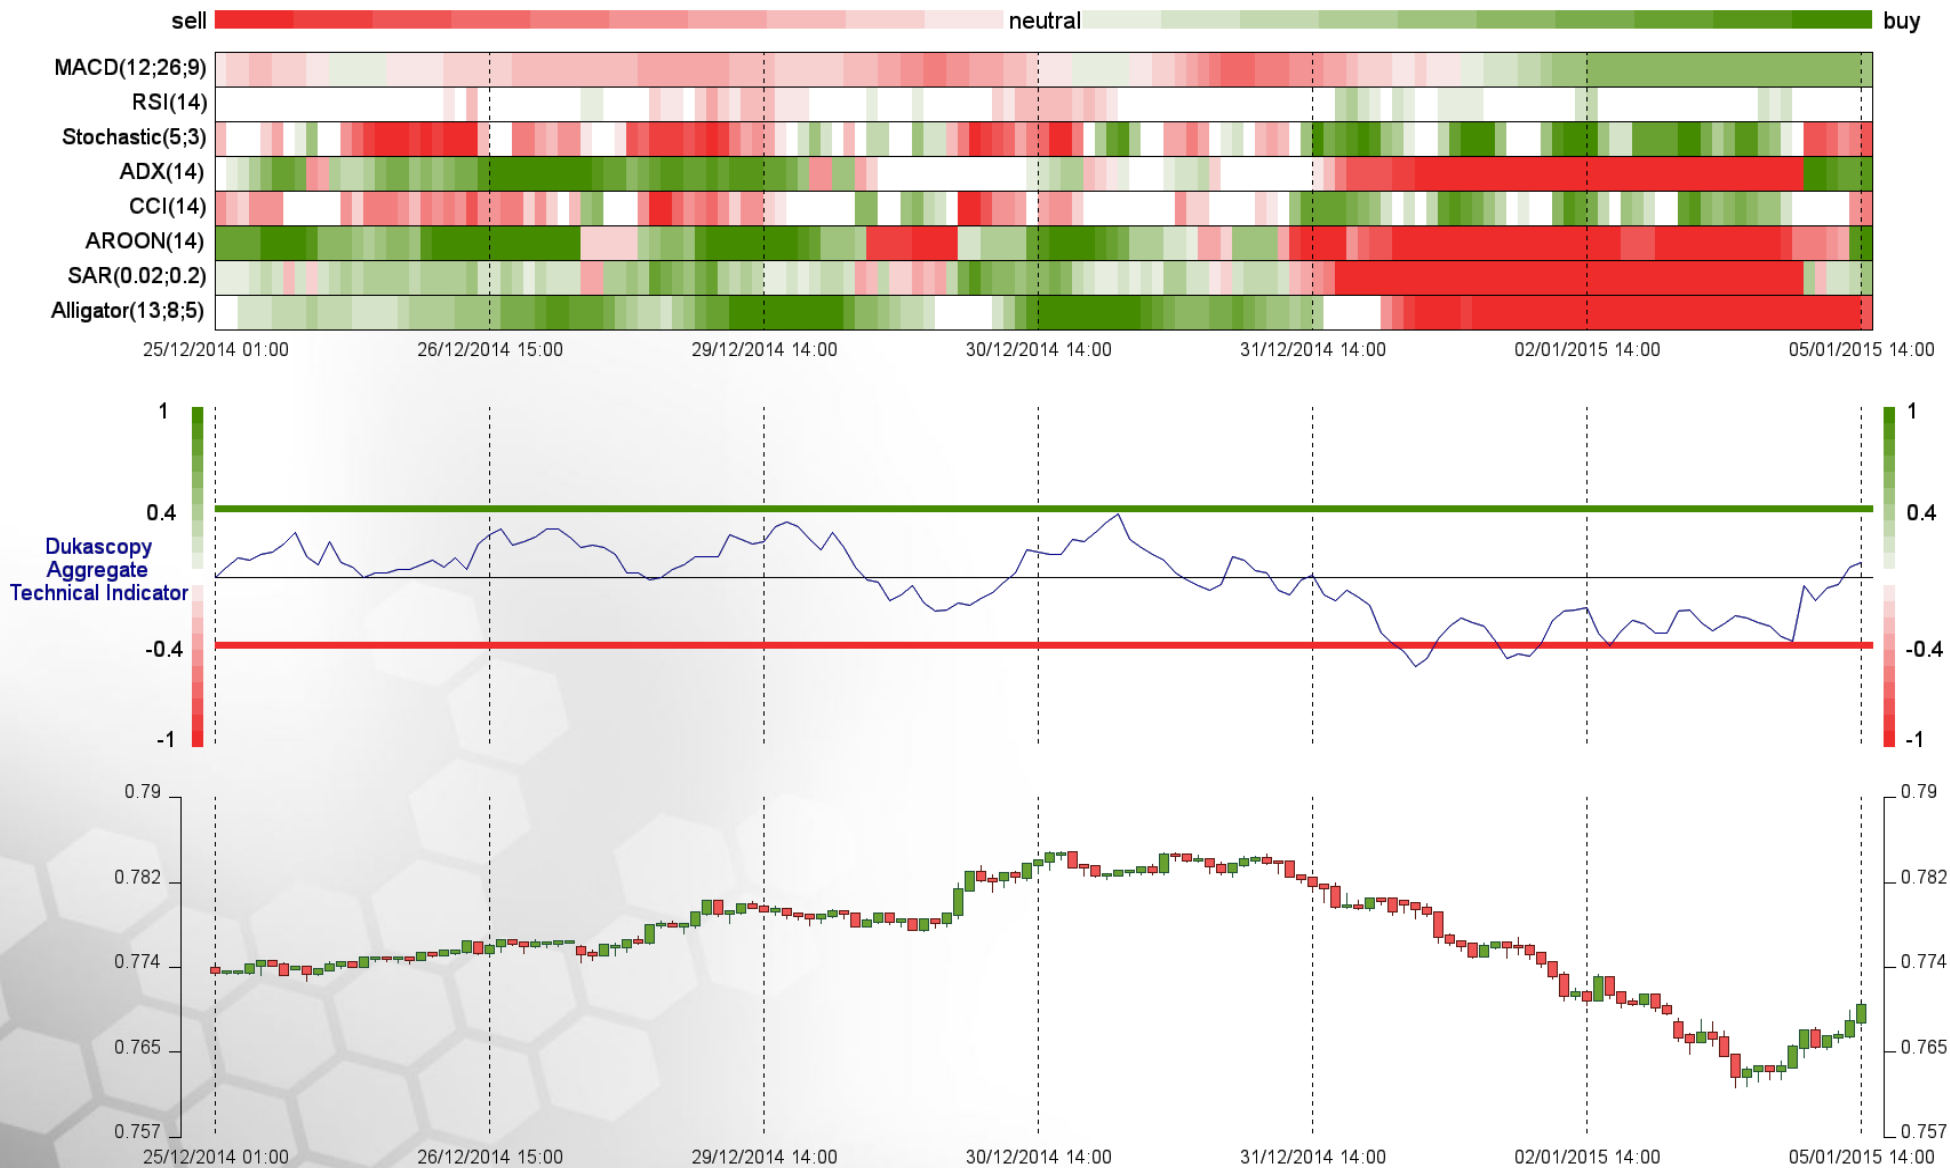 sell neutral buy
MACD(12;26;9)
RSI(14)
Stochastic(5;3)
ADX(14)
CCI(14)
AROON(14)
SAR(0.02;0.2)
Alligator(13;8;5)
25/12/2014 01:00 26/12/2014 15:00 29/12/2014 14:00 30/12/2014 14:00 31/12/2014 14:00 02/01/2015 14:00 05/01/2015 14:00
1 1
0.4 0.4
Dukascopy
Aggregate
Technical Indicator
-0.4 -0.4
-1 -1
0.79 0.79
0.782 0.782
0.774 0.774
0.765 0.765
0.757 0.757
25/12/2014 01:00 26/12/2014 15:00 29/12/2014 14:00 30/12/2014 14:00 31/12/2014 14:00 02/01/2015 14:00 05/01/2015 14:00